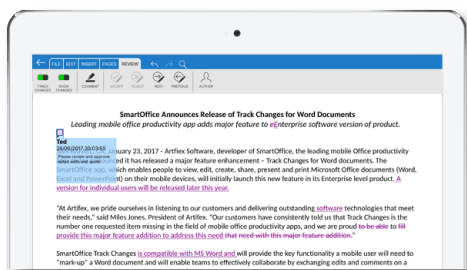 FILE EDIT INSERT PAGES REVIEW
TRACK CHANGES SHOW CHANGES COMMENT ACCEPT REJECT NEXT PREVIOUS AUTHOR
SmartOffice Announces Release of Track Changes for Word Documents
Leading mobile office productivity app adds major feature to eEnterprise software version of product.
Ted
23/05/2017 20:03:55
Please review and approve
January 23, 2017 - Artifex Software, developer of SmartOffice, the leading mobile Office productivity
it has released a major feature enhancement – Track Changes for Word documents. The
SmartOffice app, which enables people to view, edit, create, share, present and print Microsoft Office documents (Word,
Excel and PowerPoint) on their mobile devices, will initially launch this new feature in its Enterprise level product. A
version for individual users will be released later this year.
"At Artifex, we pride ourselves in listening to our customers and delivering outstanding software technologies that meet
their needs," said Miles Jones, President of Artifex. "Our customers have consistently told us that Track Changes is the
number one requested item missing in the field of mobile office productivity apps, and we are proud to be able to fill
provide this major feature addition to address this need that need with this major feature addition."
SmartOffice Track Changes is compatible with MS Word and will provide the key functionality a mobile user will need to
"mark-up" a Word document and will enable teams to effectively collaborate by exchanging edits and comments on a